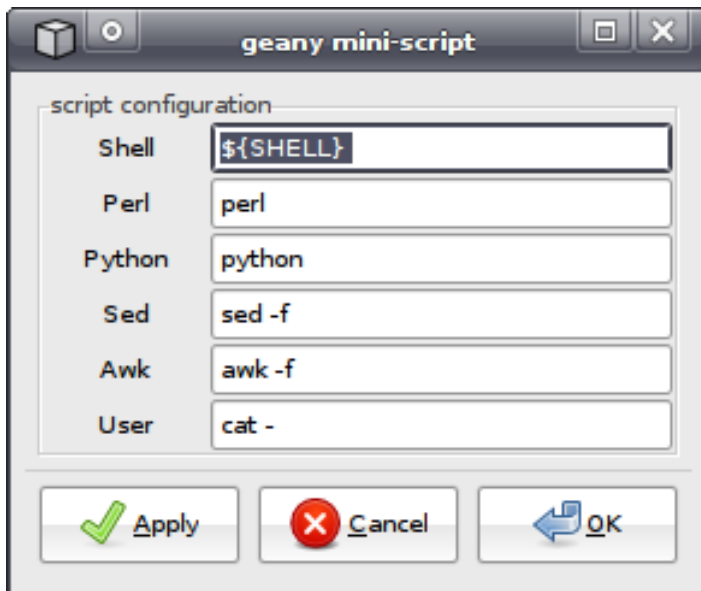 geany mini-script
script configuration
Shell ${SHELL}
Perl perl
Python python
Sed sed -f
Awk awk -f
User cat -
Apply Cancel OK